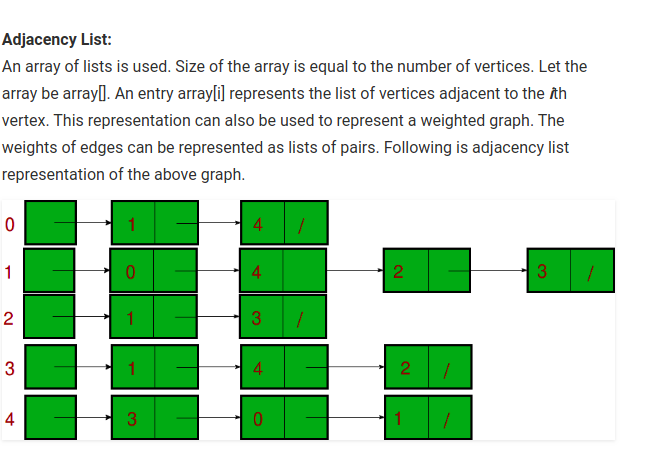 Adjacency List:
An array of lists is used. Size of the array is equal to the number of vertices. Let the
array be array[]. An entry array[i] represents the list of vertices adjacent to the ith
vertex. This representation can also be used to represent a weighted graph. The
weights of edges can be represented as lists of pairs. Following is adjacency list
representation of the above graph.
0 1 4 /
1 0 4 2 3 /
2 1 3 /
3 1 4 2 /
4 3 0 1 /